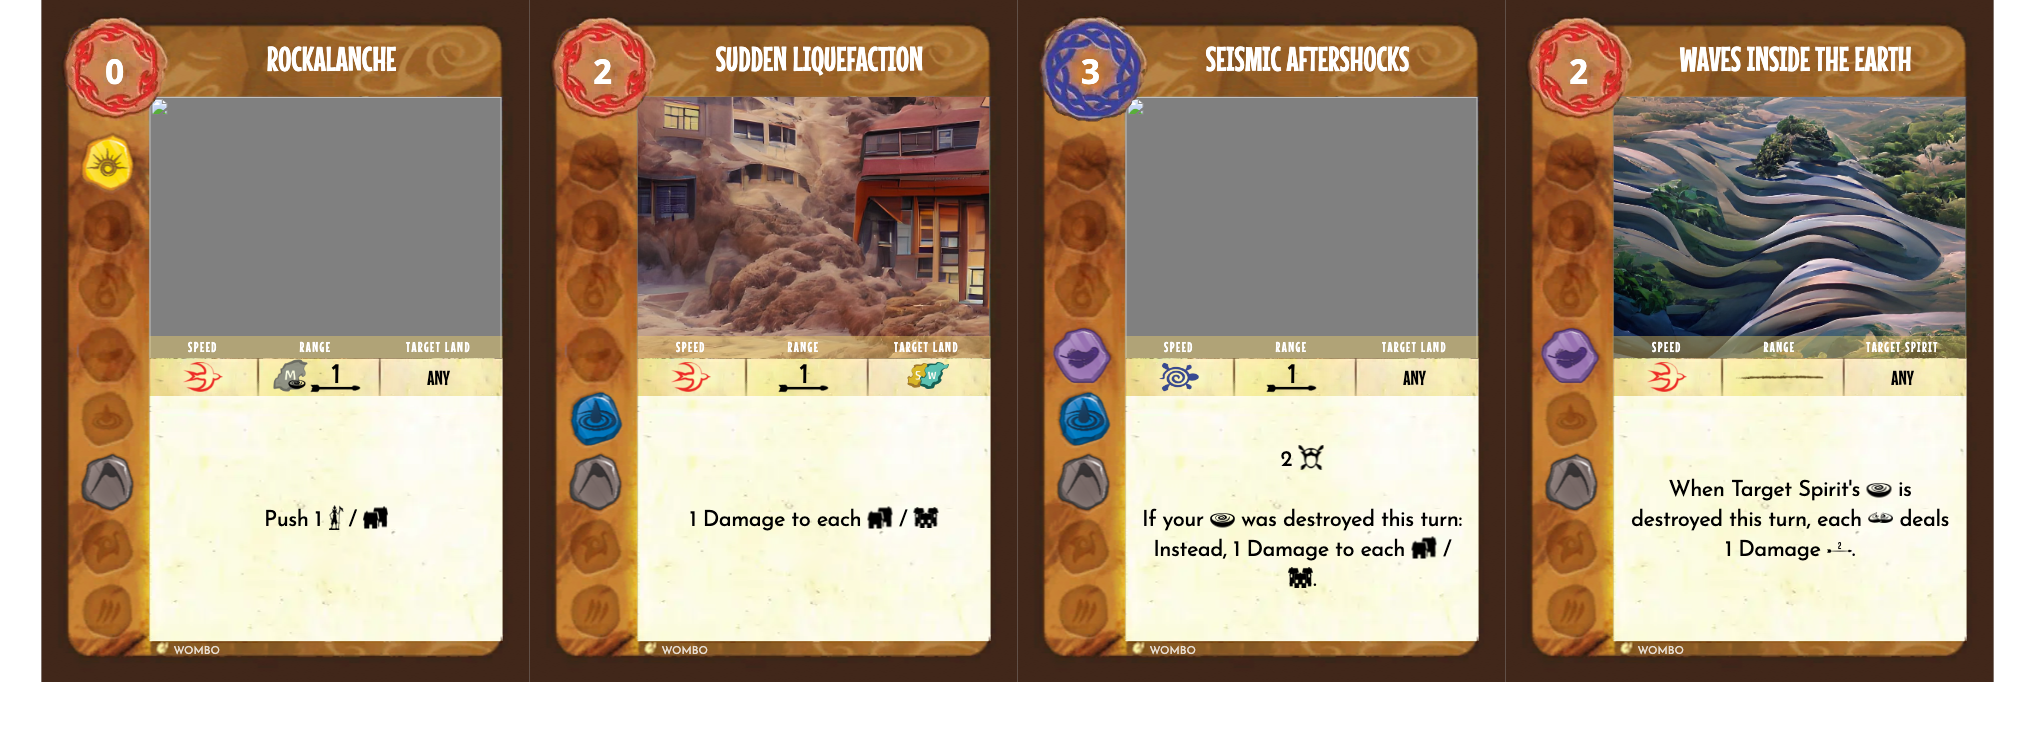 0
ROCKALANCHE
SPEED RANGE TARGET LAND
M 1 ANY
Push 1 /
WOMBO
2
SUDDEN LIQUEFACTION
SPEED RANGE TARGET LAND
1 S W
1 Damage to each /
WOMBO
3
SEISMIC AFTERSHOCKS
SPEED RANGE TARGET LAND
1 ANY
2
If your was destroyed this turn:
Instead, 1 Damage to each /
.
WOMBO
2
WAVES INSIDE THE EARTH
SPEED RANGE TARGET SPIRIT
ANY
When Target Spirit's is
destroyed this turn, each deals
1 Damage 2.
WOMBO